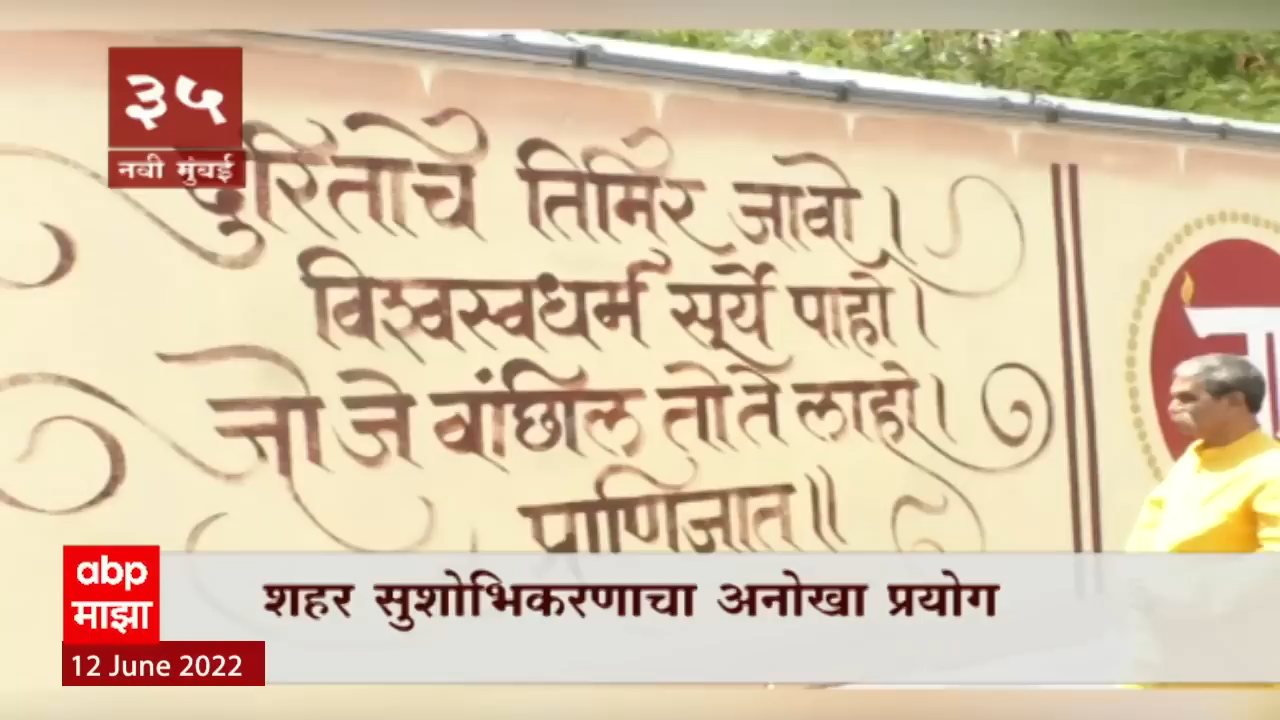 ३५
नवी मुंबई
दुरिताचे तिमिर जावो ।
विश्वस्वधर्म सूर्ये पाहो ।
जो जे वांछील तो ते लाहो ।
प्राणिजात ॥
abp
माझा
शहर सुशोभिकरणाचा अनोखा प्रयोग
12 June 2022